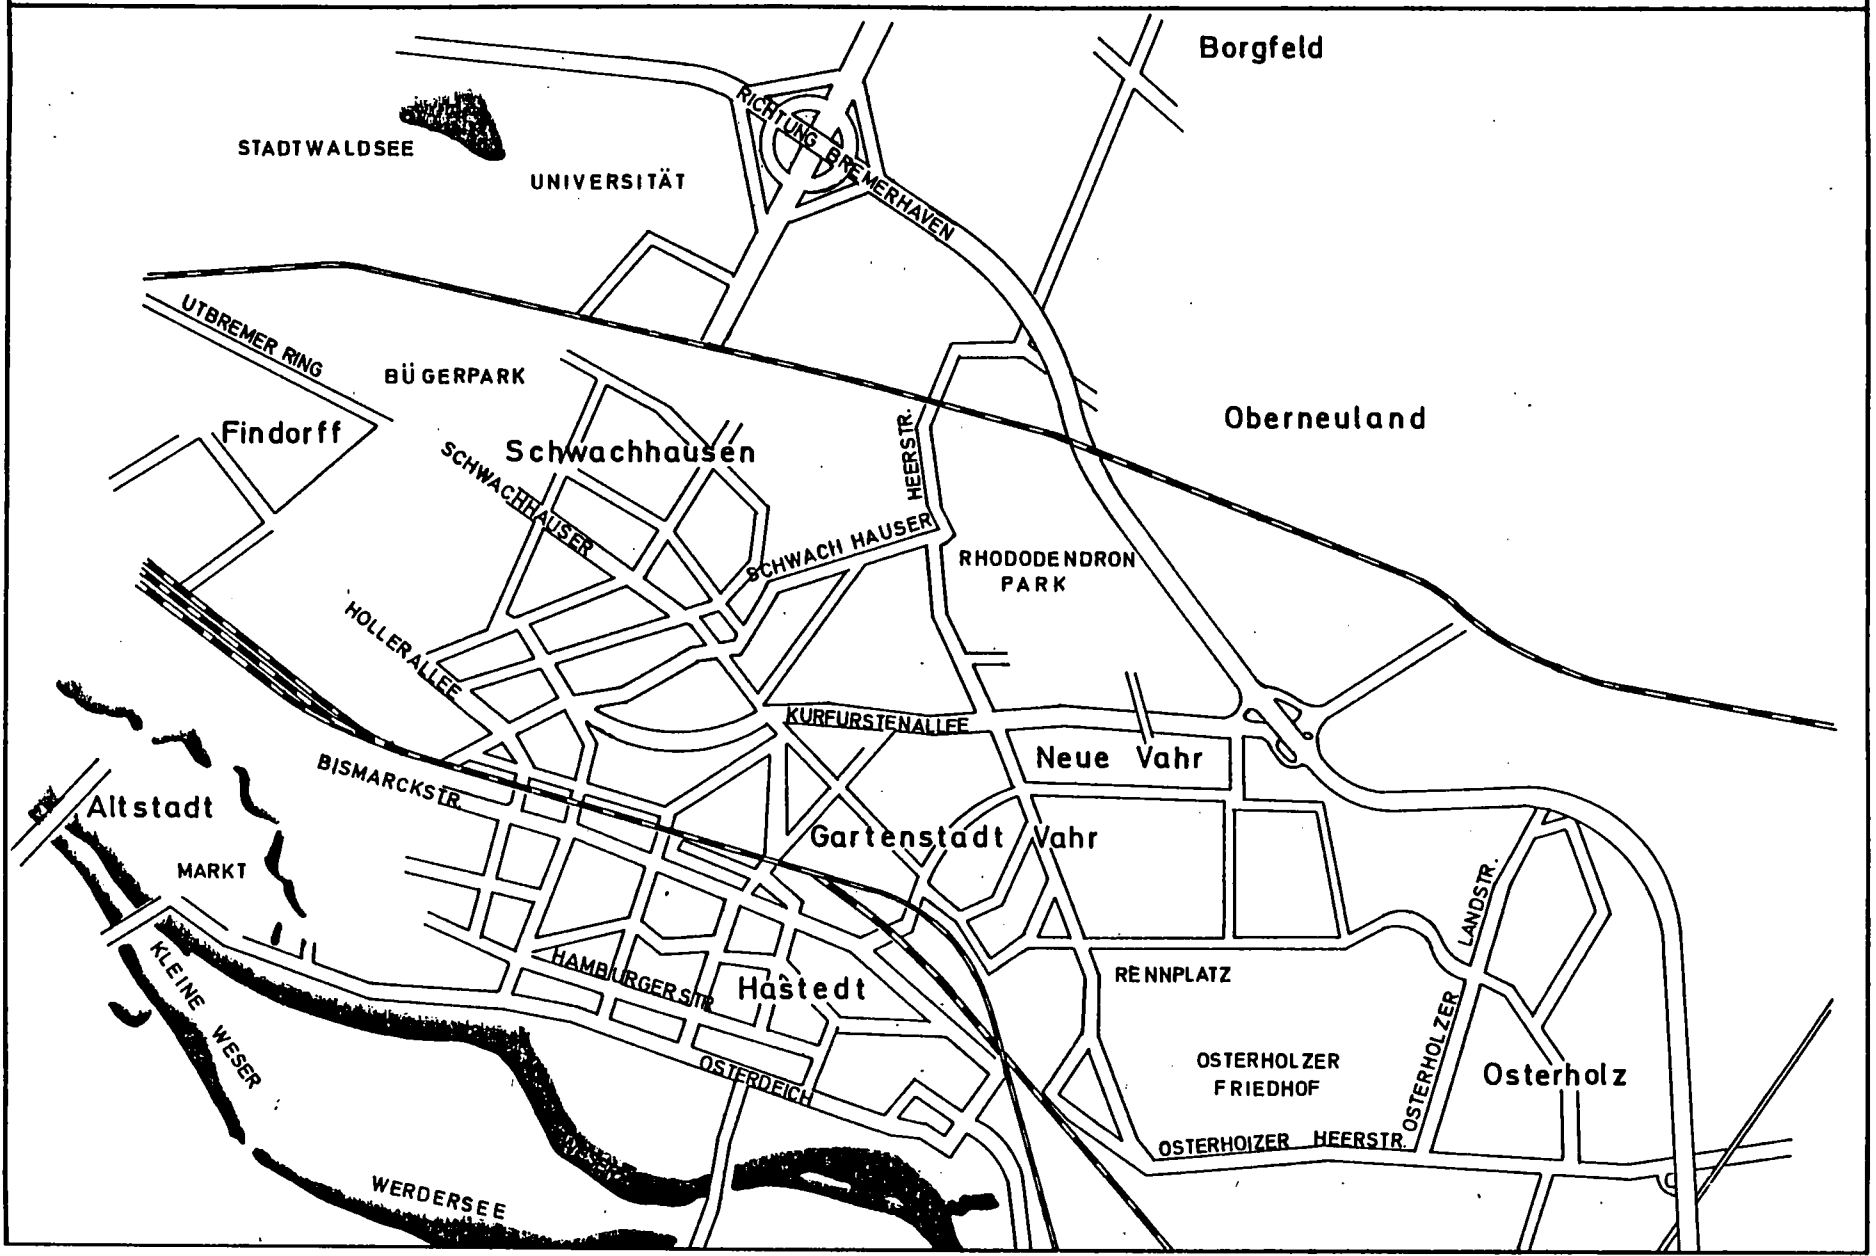 Borgfeld
RICHTUNG BREMERHAVEN
STADTWALDSEE
UNIVERSITÄT
UTBREMER RING
BÜGERPARK
Findorff
Schwachhausen
HEERSTR.
Oberneuland
SCHWACHHAUSER
SCHWACH HAUSER
RHODODENDRON
PARK
HOLLERALLEE
KURFURSTENALLEE
Neue Vahr
BISMARCKSTR.
Altstadt
Gartenstadt Vahr
MARKT
LANDSTR.
KLEINE WESER
HAMBURGERSTR
Hastedt
RENNPLATZ
OSTERDEICH
OSTERHOLZER
FRIEDHOF
OSTERHOLZER
Osterholz
OSTERHOIZER HEERSTR.
WESER
WERDERSEE